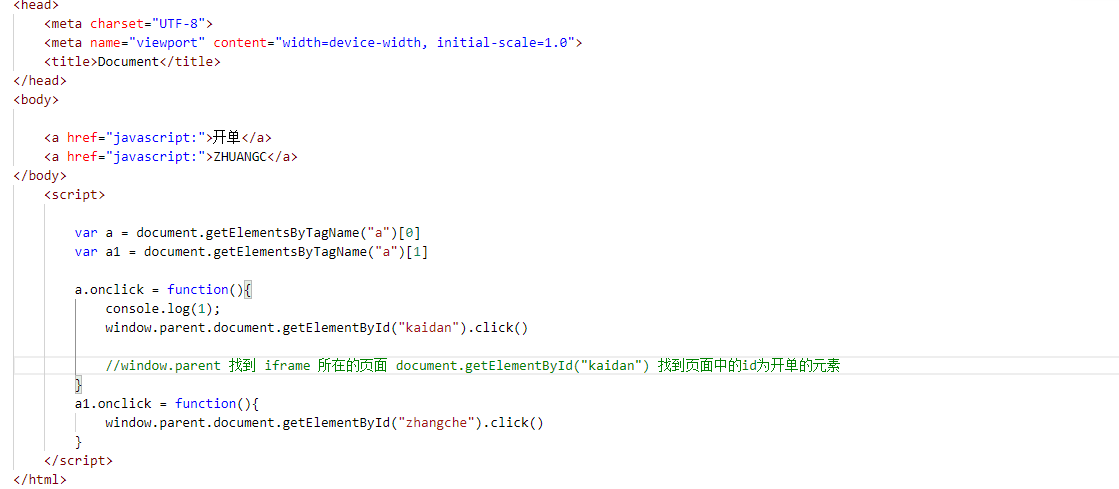 <head>
<meta charset="UTF-8">
<meta name="viewport" content="width=device-width, initial-scale=1.0">
<title>Document</title>
</head>
<body>
<a href="javascript:">开单</a>
<a href="javascript:">ZHUANGC</a>
</body>
<script>
var a = document.getElementsByTagName("a")[0]
var a1 = document.getElementsByTagName("a")[1]
a.onclick = function(){
console.log(1);
window.parent.document.getElementById("kaidan").click()
//window.parent 找到 iframe 所在的页面 document.getElementById("kaidan") 找到页面中的id为开单的元素
}
a1.onclick = function(){
window.parent.document.getElementById("zhangche").click()
}
</script>
</html>